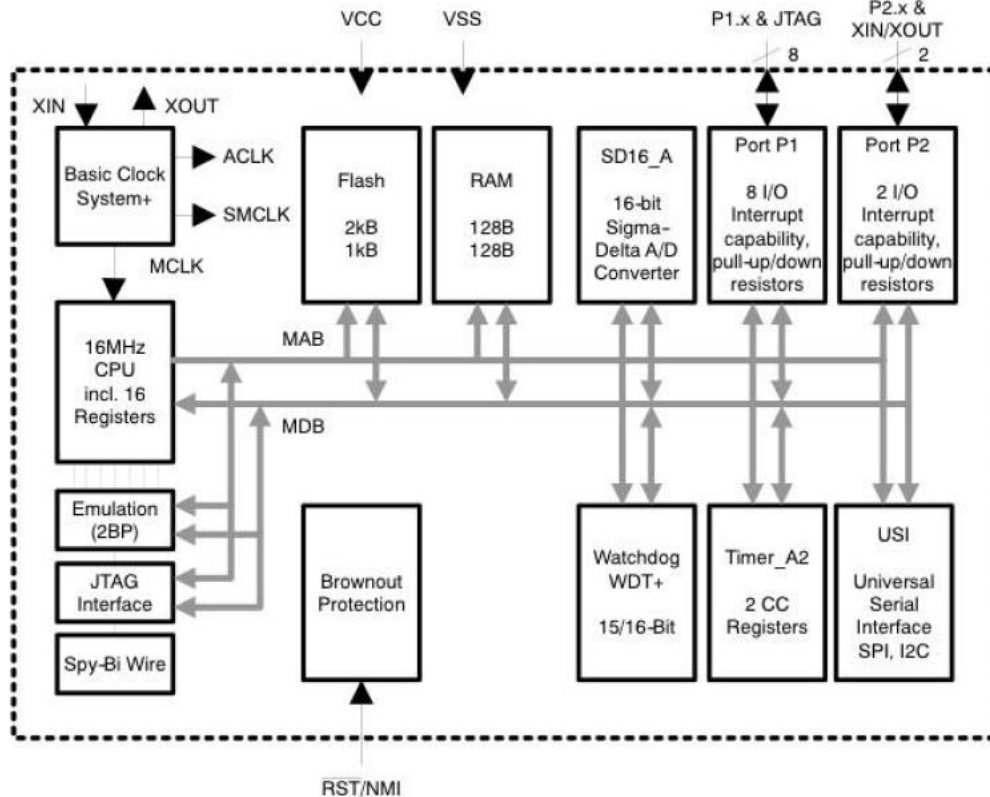 VCC
VSS
P1.x & JTAG
P2.x &
XIN/XOUT
8
2
XIN
XOUT
Basic Clock
System+
ACLK
SMCLK
MCLK
Flash
2kB
1kB
RAM
128B
128B
SD16_A
16-bit
Sigma-
Delta A/D
Converter
Port P1
8 I/O
Interrupt
capability,
pull-up/down
resistors
Port P2
2 I/O
Interrupt
capability,
pull-up/down
resistors
16MHz
CPU
incl. 16
Registers
MAB
MDB
Emulation
(2BP)
JTAG
Interface
Spy-Bi Wire
Brownout
Protection
Watchdog
WDT+
15/16-Bit
Timer_A2
2 CC
Registers
USI
Universal
Serial
Interface
SPI, I2C
RST/NMI